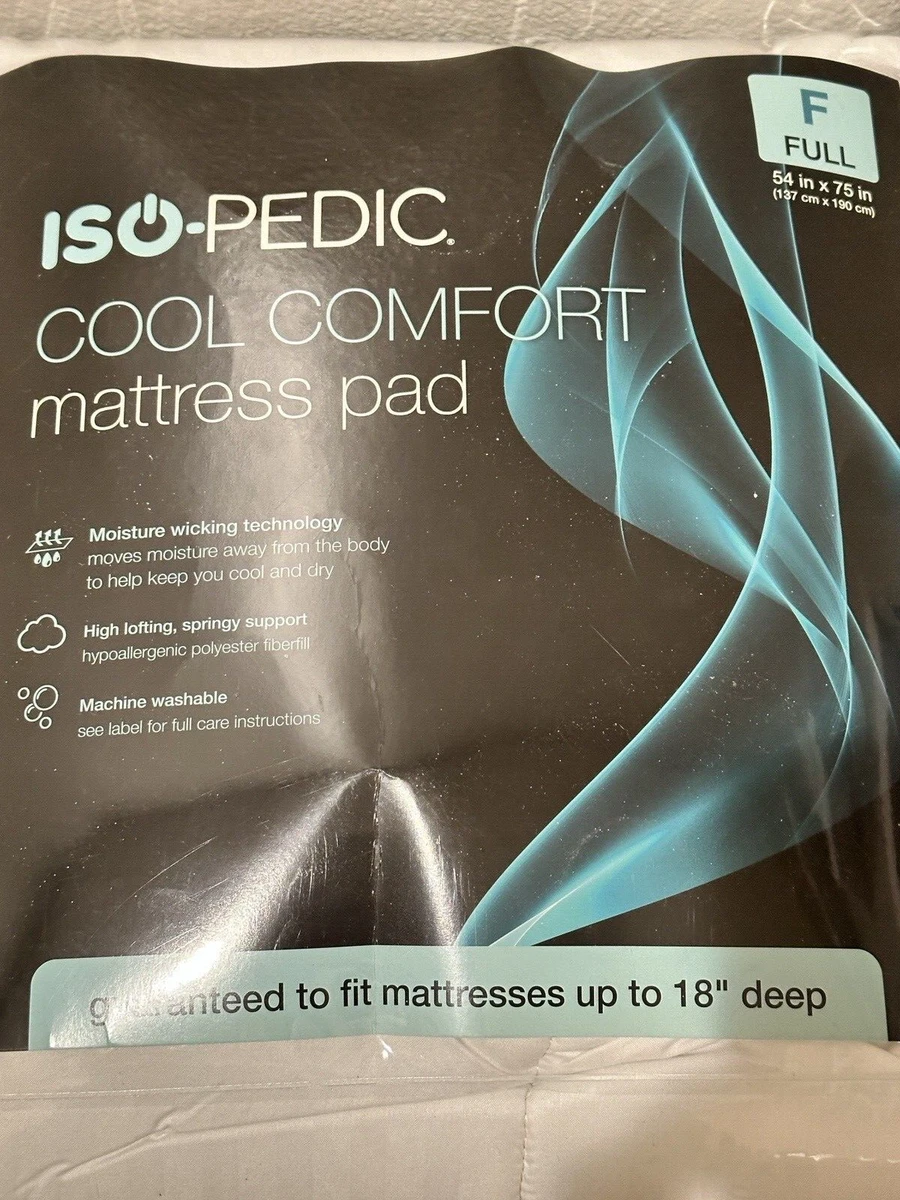 F
FULL
54 in x 75 in
(137 cm x 190 cm)
ISO-PEDIC®
COOL COMFORT
mattress pad
Moisture wicking technology
moves moisture away from the body
to help keep you cool and dry
High lofting, springy support
hypoallergenic polyester fiberfill
Machine washable
see label for full care instructions
guaranteed to fit mattresses up to 18" deep